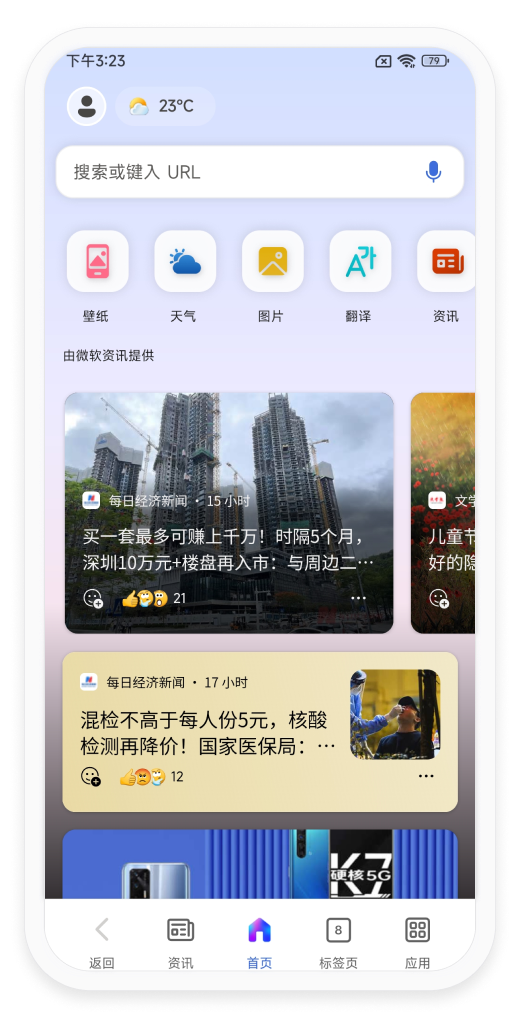 下午3:23
79
23°C
搜索或键入 URL
壁纸
天气
图片
翻译
资讯
由微软资讯提供
每日经济新闻 · 15 小时
买一套最多可赚上千万！时隔5个月，
深圳10万元+楼盘再入市：与周边二…
21
文学
儿童节
好的隐
每日经济新闻 · 17 小时
混检不高于每人份5元，核酸
检测再降价！国家医保局：…
12
硬核 5G
8
返回
资讯
首页
标签页
应用